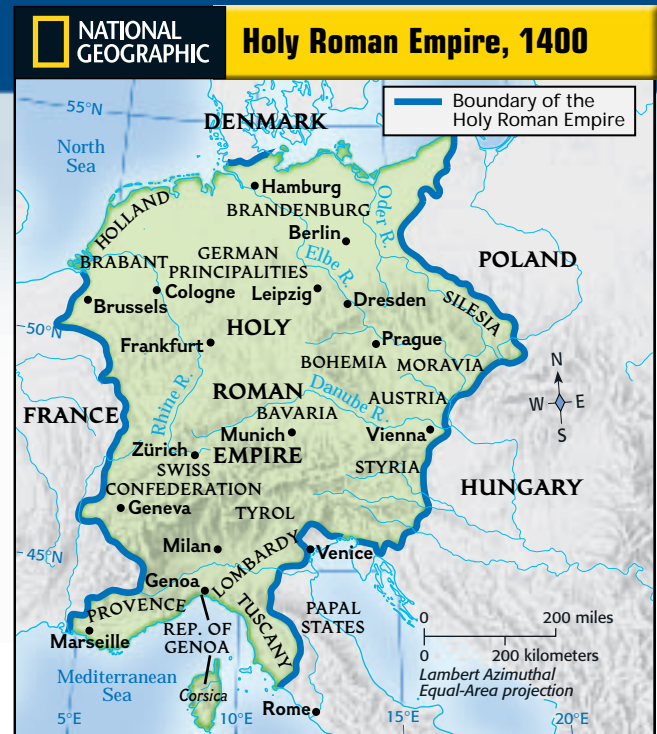 NATIONAL
GEOGRAPHIC
Holy Roman Empire, 1400
Boundary of the
Holy Roman Empire
55°N
North
Sea
DENMARK
Hamburg
BRANDENBURG
Oder R.
HOLLAND
Berlin
GERMAN
PRINCIPALITIES
Elbe R.
POLAND
BRABANT
Cologne
Leipzig
Dresden
Brussels
SILESIA
50°N
HOLY
Frankfurt
Prague
BOHEMIA
MORAVIA
N
W
E
S
ROMAN
Danube R.
AUSTRIA
FRANCE
Rhine R.
BAVARIA
Munich
Vienna
Zürich
EMPIRE
SWISS
CONFEDERATION
STYRIA
HUNGARY
Geneva
TYROL
45°N
Milan
LOMBARDY
Venice
Genoa
PROVENCE
REP. OF
GENOA
TUSCANY
PAPAL
STATES
Marseille
0
200 miles
0
200 kilometers
Lambert Azimuthal
Equal-Area projection
Mediterranean
Sea
Corsica
Rome
5°E
10°E
15°E
20°E